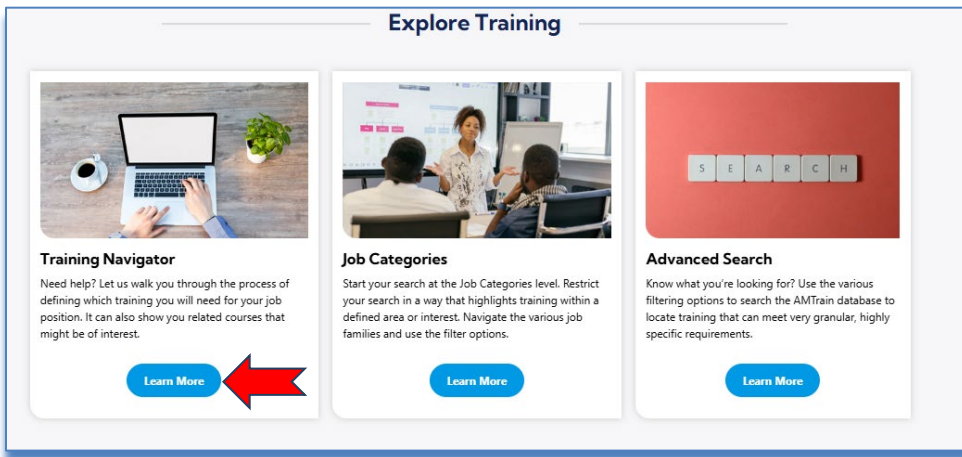 Explore Training
S E A R C H
Training Navigator
Need help? Let us walk you through the process of
defining which training you will need for your job
position. It can also show you related courses that
might be of interest.
Learn More
Job Categories
Start your search at the Job Categories level. Restrict
your search in a way that highlights training within a
defined area or interest. Navigate the various job
families and use the filter options.
Learn More
Advanced Search
Know what you're looking for? Use the various
filtering options to search the AMTrain database to
locate training that can meet very granular, highly
specific requirements.
Learn More